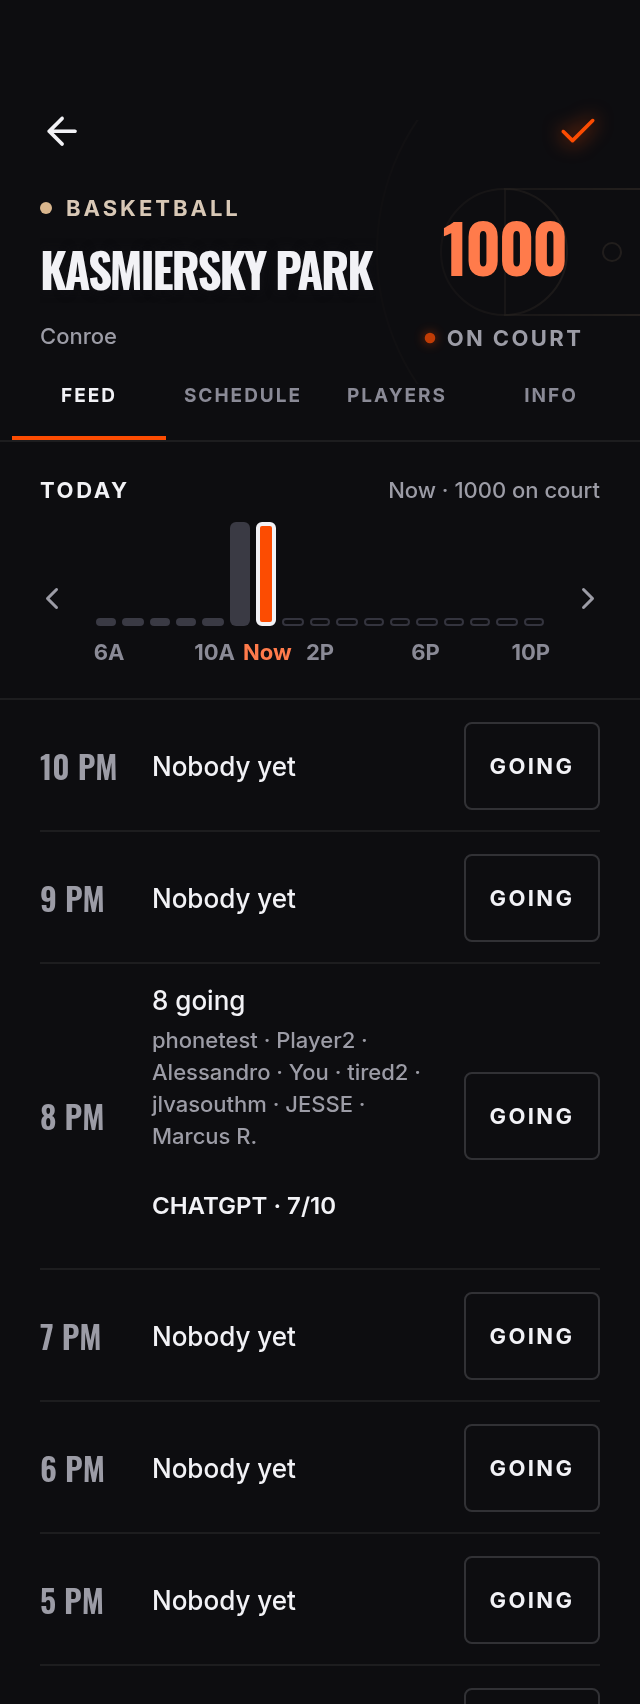 BASKETBALL
KASMIERSKY PARK
1000
Conroe
ON COURT
FEED SCHEDULE PLAYERS INFO
TODAY Now · 1000 on court
6A 10A Now 2P 6P 10P
10 PM Nobody yet GOING
9 PM Nobody yet GOING
8 going
phonetest · Player2 ·
Alessandro · You · tired2 ·
jlvasouthm · JESSE ·
8 PM GOING
Marcus R.
CHATGPT · 7/10
7 PM Nobody yet GOING
6 PM Nobody yet GOING
5 PM Nobody yet GOING